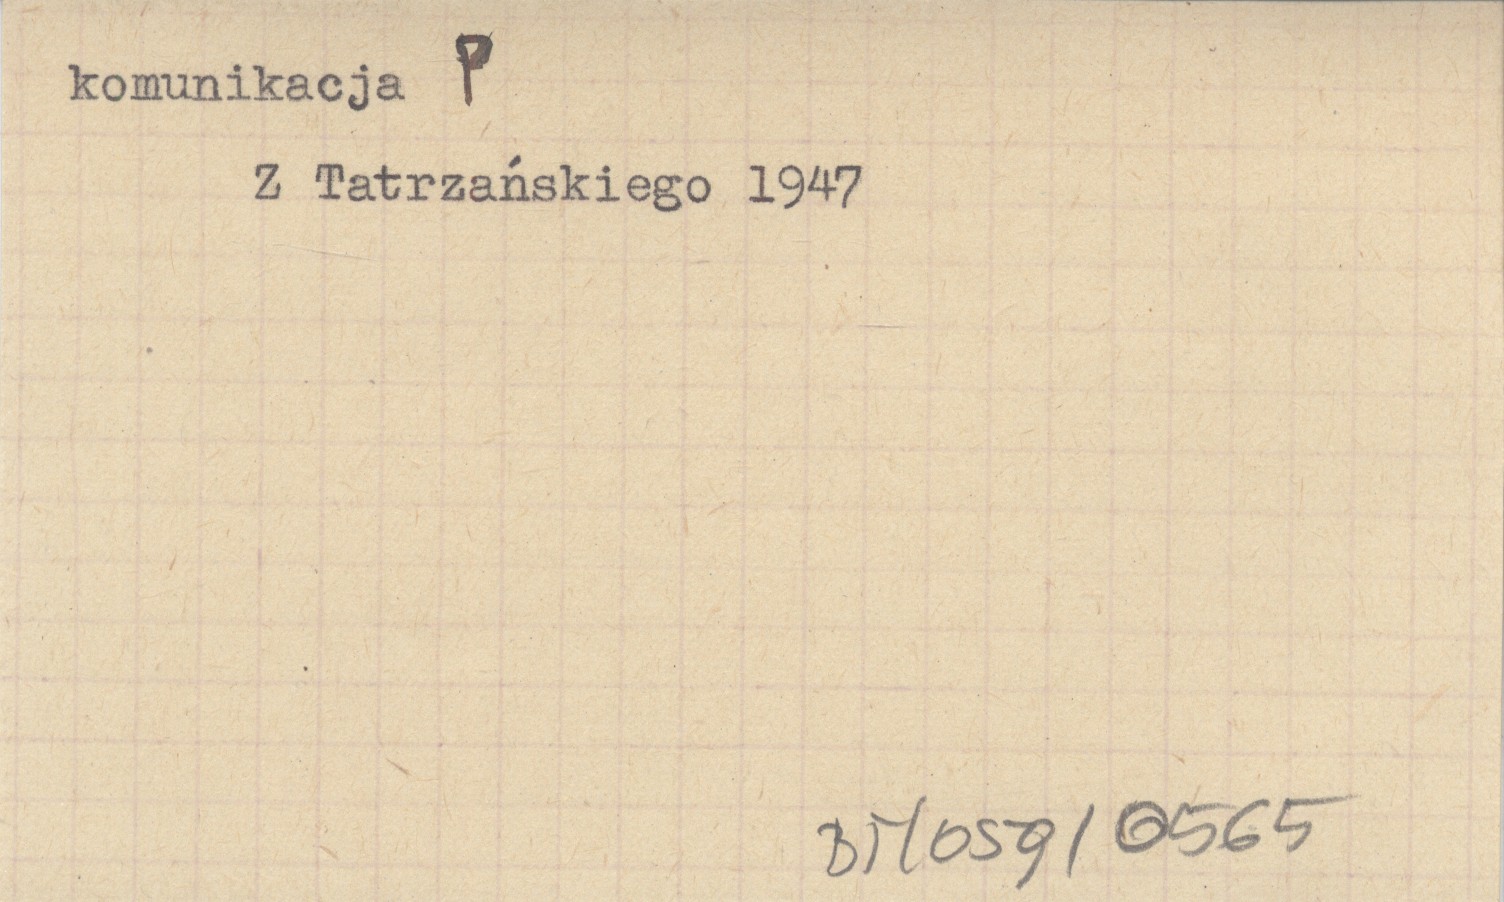 komunikacja P
Z Tatrzańskiego 1947
BT/059/0565